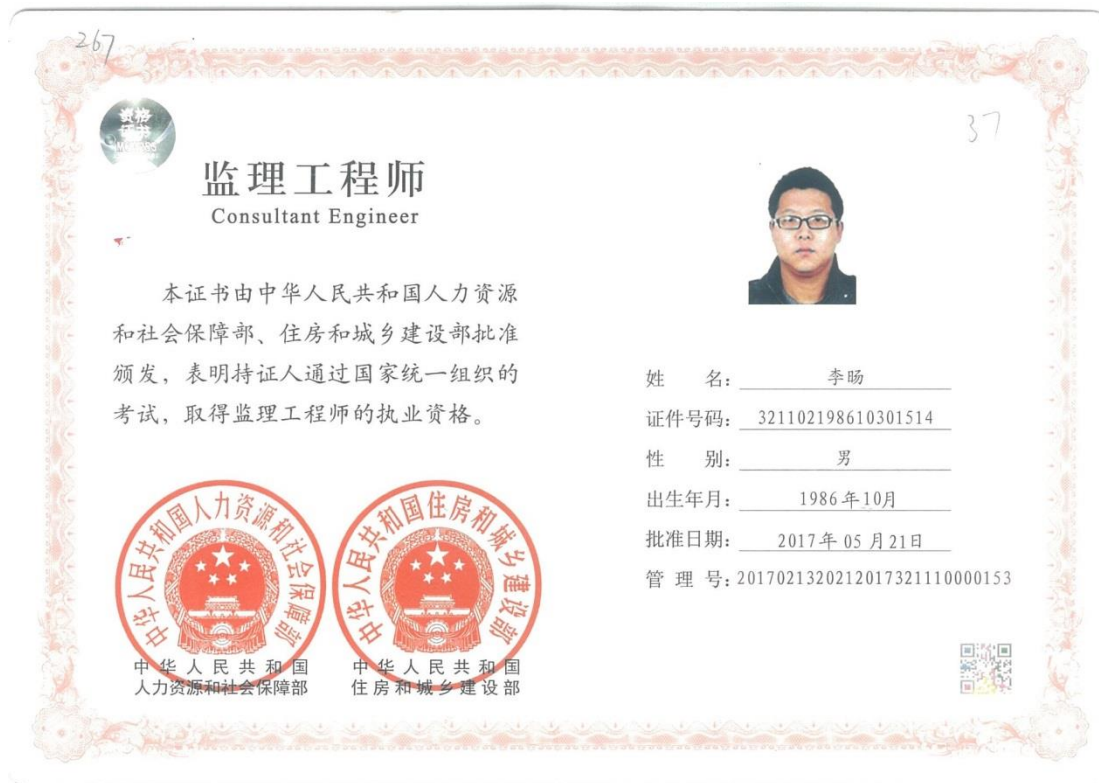 267
37
资格
证书
监理工程师
Consultant Engineer
本证书由中华人民共和国人力资源
和社会保障部、住房和城乡建设部批准
颁发，表明持证人通过国家统一组织的
考试，取得监理工程师的执业资格。
中华人民共和国人力资源和社会保障部
中华人民共和国住房和城乡建设部
中华人民共和国
人力资源和社会保障部
中华人民共和国
住房和城乡建设部
姓 名： 李旸
证件号码： 321102198610301514
性 别： 男
出生年月： 1986年10月
批准日期： 2017年05月21日
管 理 号： 2017021320212017321110000153